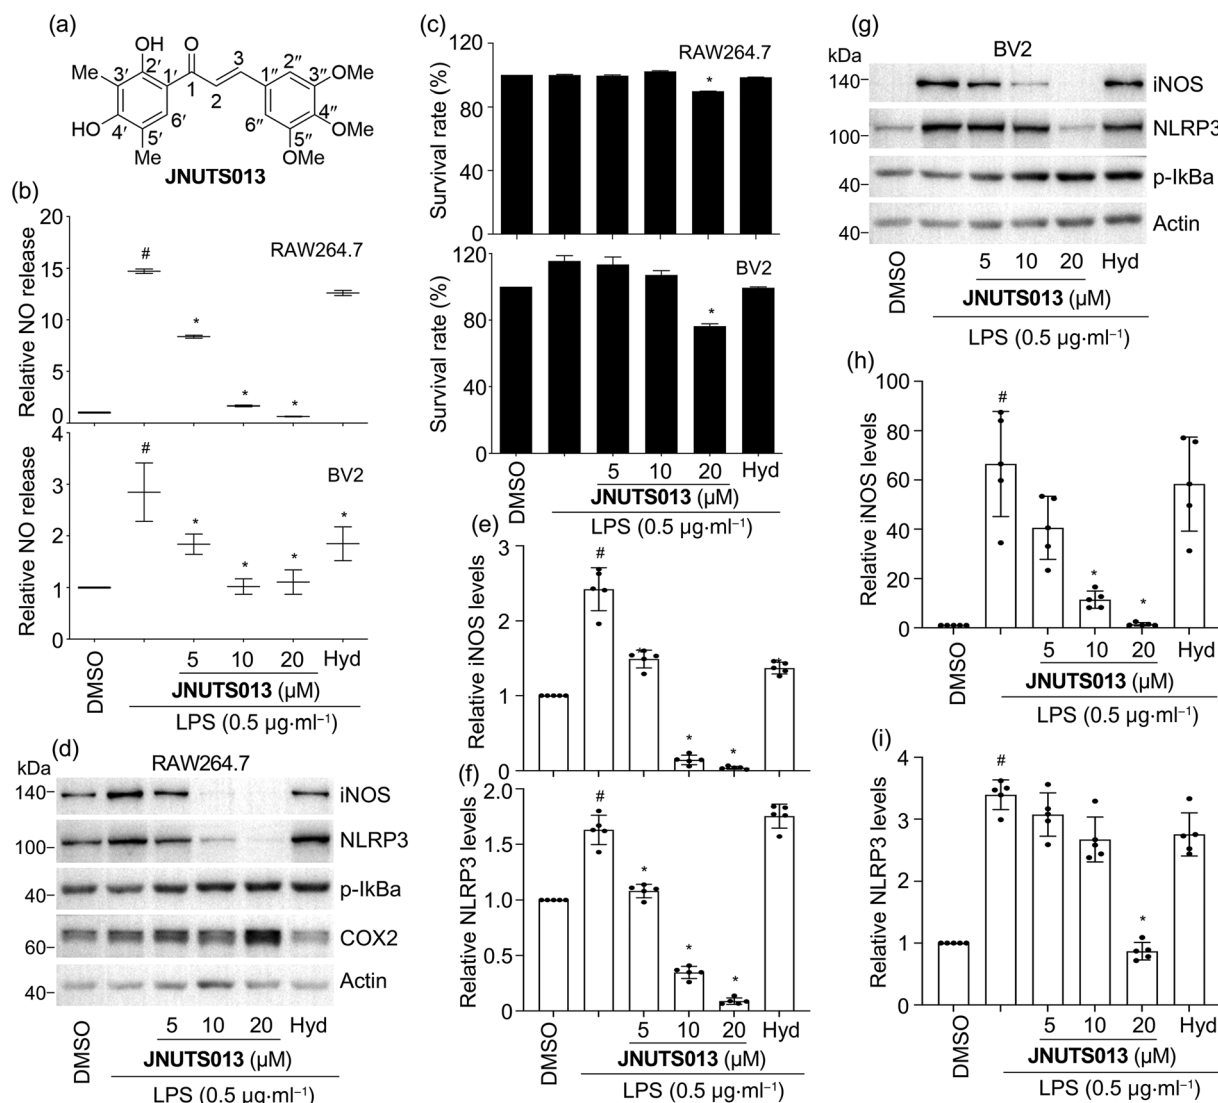 (a)
OH
O
Me
3′
2′
1′
1
2
3
1″
2″
3″
OMe
HO
4′
5′
6′
6″
5″
4″
OMe
Me
OMe
JNUTS013
(b)
20
15
10
5
0
Relative NO release
RAW264.7
#
*
*
*
4
3
2
1
0
Relative NO release
BV2
#
*
*
*
*
DMSO
5 10 20 Hyd
JNUTS013 (µM)
LPS (0.5 µg·ml⁻¹)
(c)
120
80
40
0
Survival rate (%)
RAW264.7
*
120
80
40
0
Survival rate (%)
BV2
*
DMSO
5 10 20 Hyd
JNUTS013 (µM)
LPS (0.5 µg·ml⁻¹)
(d)
RAW264.7
kDa
140 iNOS
100 NLRP3
40 p-IkBa
60 COX2
40 Actin
DMSO
5 10 20 Hyd
JNUTS013 (µM)
LPS (0.5 µg·ml⁻¹)
(e)
3
2
1
0
Relative iNOS levels
#
*
*
*
*
(f)
2.0
1.5
1.0
0.5
0
Relative NLRP3 levels
#
*
*
*
DMSO
5 10 20 Hyd
JNUTS013 (µM)
LPS (0.5 µg·ml⁻¹)
(g)
BV2
kDa
140 iNOS
100 NLRP3
40 p-IkBa
40 Actin
DMSO
5 10 20 Hyd
JNUTS013 (µM)
LPS (0.5 µg·ml⁻¹)
(h)
100
80
60
40
20
0
Relative iNOS levels
#
*
*
DMSO
5 10 20 Hyd
JNUTS013 (µM)
LPS (0.5 µg·ml⁻¹)
(i)
4
3
2
1
0
Relative NLRP3 levels
#
*
DMSO
5 10 20 Hyd
JNUTS013 (µM)
LPS (0.5 µg·ml⁻¹)